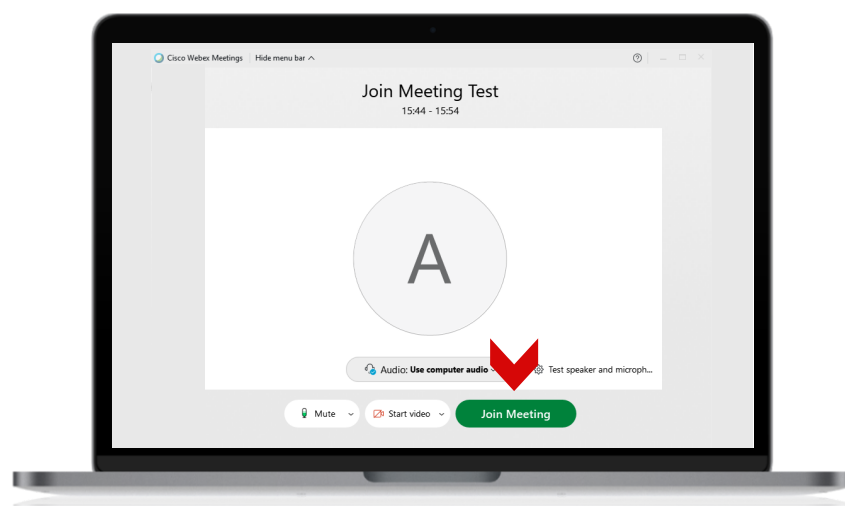 Cisco Webex Meetings Hide menu bar
Join Meeting Test
15:44 - 15:54
A
Audio: Use computer audio
Test speaker and microph...
Mute
Start video
Join Meeting